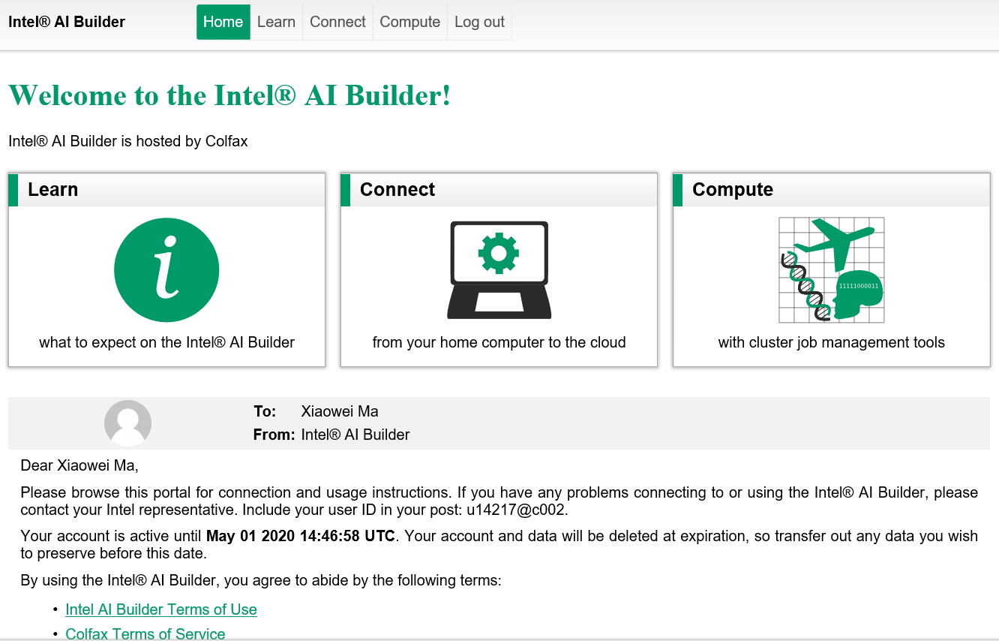 Intel® AI Builder
Home Learn Connect Compute Log out
Welcome to the Intel® AI Builder!
Intel® AI Builder is hosted by Colfax
Learn
i
what to expect on the Intel® AI Builder
Connect
from your home computer to the cloud
Compute
11111000011
with cluster job management tools
To: Xiaowei Ma
From: Intel® AI Builder
Dear Xiaowei Ma,
Please browse this portal for connection and usage instructions. If you have any problems connecting to or using the Intel® AI Builder, please
contact your Intel representative. Include your user ID in your post: u14217@c002.
Your account is active until May 01 2020 14:46:58 UTC. Your account and data will be deleted at expiration, so transfer out any data you wish
to preserve before this date.
By using the Intel® AI Builder, you agree to abide by the following terms:
• Intel AI Builder Terms of Use
• Colfax Terms of Service